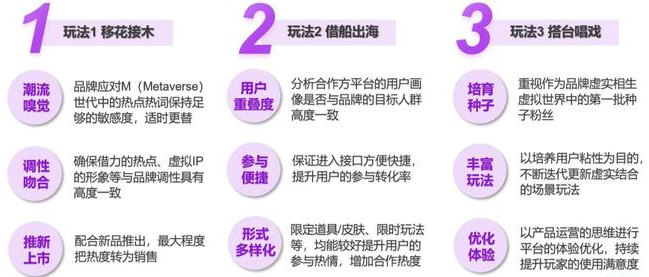 1 玩法1 移花接木
潮流
嗅觉
品牌应对M（Metaverse）
世代中的热点热词保持足
够的敏感度，适时更替
调性
吻合
确保借力的热点、虚拟IP
的形象等与品牌调性具有
高度一致
推新
上市
配合新品推出，最大程度
把热度转为销售
2 玩法2 借船出海
用户
重叠度
分析合作方平台的用户画
像是否与品牌的目标人群
高度一致
参与
便捷
保证进入接口方便快捷，
提升用户的参与转化率
形式
多样化
限定道具/皮肤、限时玩法
等，均能较好提升用户的
参与热情，增加合作热度
3 玩法3 搭台唱戏
培育
种子
重视作为品牌虚实相生
虚拟世界中的第一批种
子粉丝
丰富
玩法
以培养用户粘性为目的，
不断迭代更新虚实结合
的场景玩法
优化
体验
以产品运营的思维进行
平台的体验优化，持续
提升玩家的使用满意度